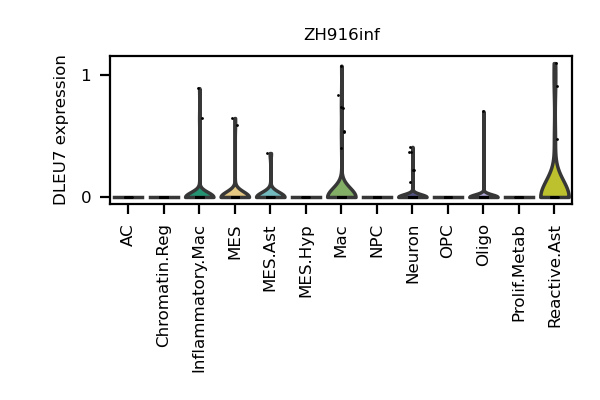 ZH916inf
DLEU7 expression
1
0
AC
Chromatin.Reg
Inflammatory.Mac
MES
MES.Ast
MES.Hyp
Mac
NPC
Neuron
OPC
Oligo
Prolif.Metab
Reactive.Ast